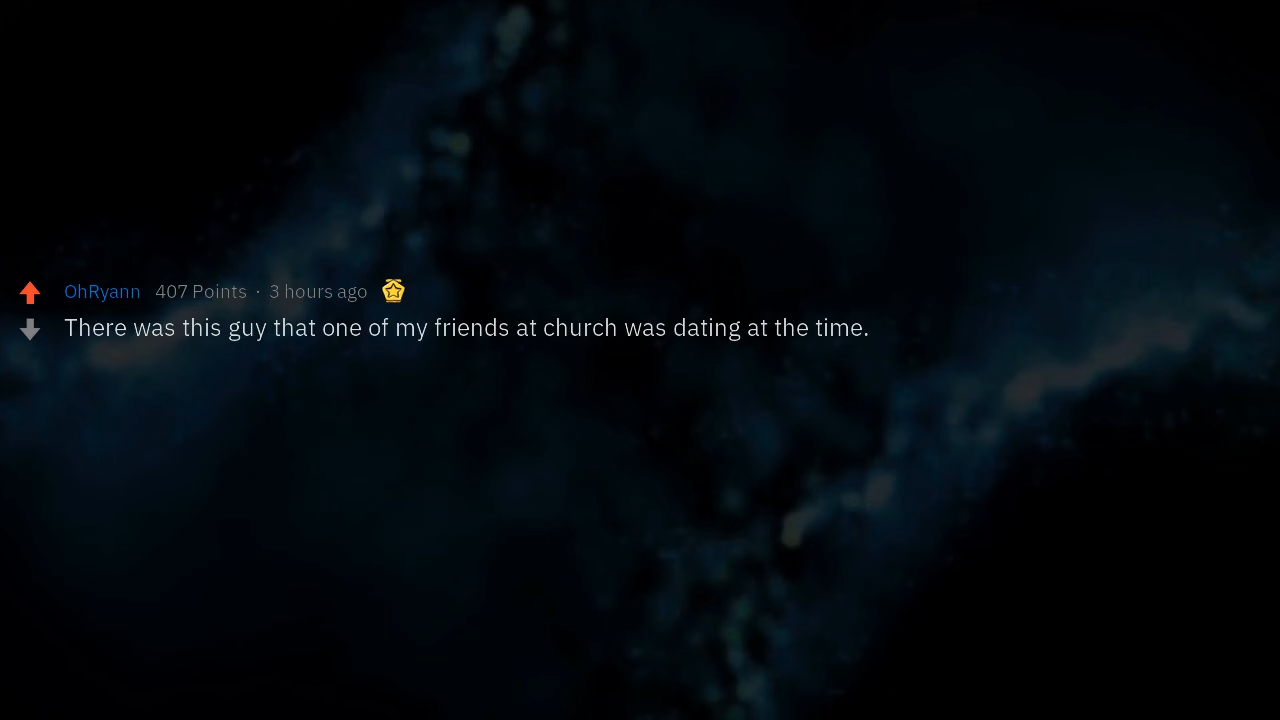 OhRyann 407 Points · 3 hours ago
There was this guy that one of my friends at church was dating at the time.